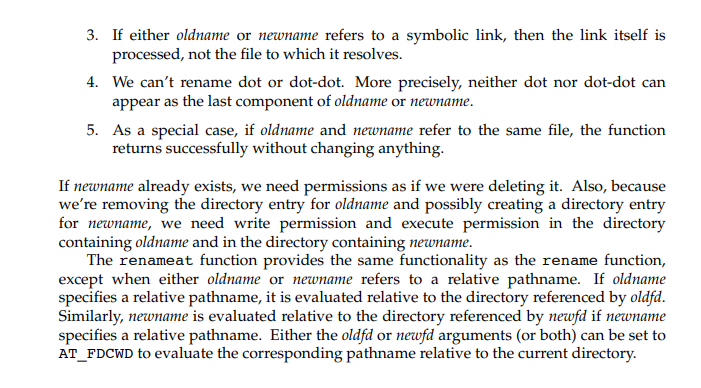 3. If either oldname or newname refers to a symbolic link, then the link itself is
processed, not the file to which it resolves.
4. We can’t rename dot or dot-dot. More precisely, neither dot nor dot-dot can
appear as the last component of oldname or newname.
5. As a special case, if oldname and newname refer to the same file, the function
returns successfully without changing anything.
If newname already exists, we need permissions as if we were deleting it. Also, because
we’re removing the directory entry for oldname and possibly creating a directory entry
for newname, we need write permission and execute permission in the directory
containing oldname and in the directory containing newname.
The renameat function provides the same functionality as the rename function,
except when either oldname or newname refers to a relative pathname. If oldname
specifies a relative pathname, it is evaluated relative to the directory referenced by oldfd.
Similarly, newname is evaluated relative to the directory referenced by newfd if newname
specifies a relative pathname. Either the oldfd or newfd arguments (or both) can be set to
AT_FDCWD to evaluate the corresponding pathname relative to the current directory.